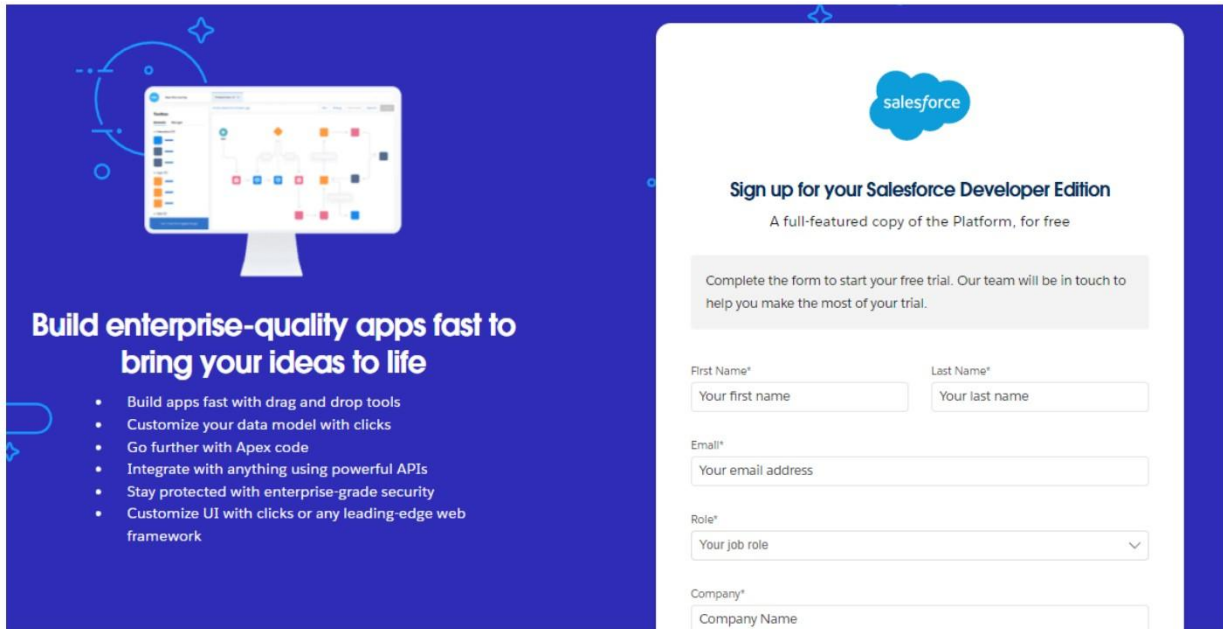 Build enterprise-quality apps fast to
bring your ideas to life
Build apps fast with drag and drop tools
Customize your data model with clicks
Go further with Apex code
Integrate with anything using powerful APIs
Stay protected with enterprise-grade security
Customize UI with clicks or any leading-edge web
framework
salesforce
Sign up for your Salesforce Developer Edition
A full-featured copy of the Platform, for free
Complete the form to start your free trial. Our team will be in touch to
help you make the most of your trial.
First Name*
Last Name*
Your first name
Your last name
Email*
Your email address
Role*
Your job role
Company*
Company Name